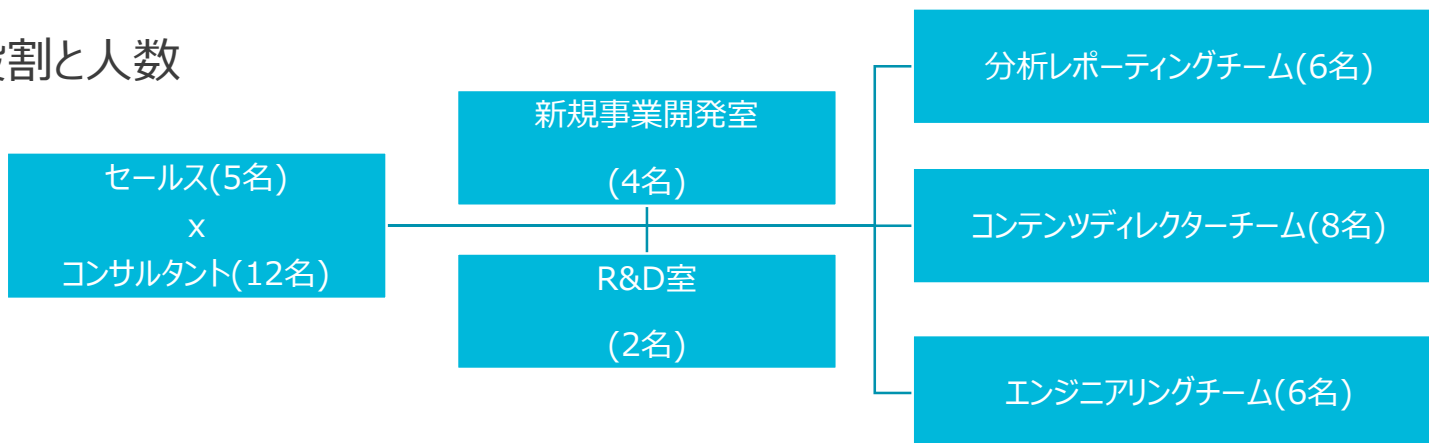 役割と人数
セールス(5名)
x
コンサルタント(12名)
新規事業開発室
(4名)
R&D室
(2名)
分析レポーティングチーム(6名)
コンテンツディレクターチーム(8名)
エンジニアリングチーム(6名)